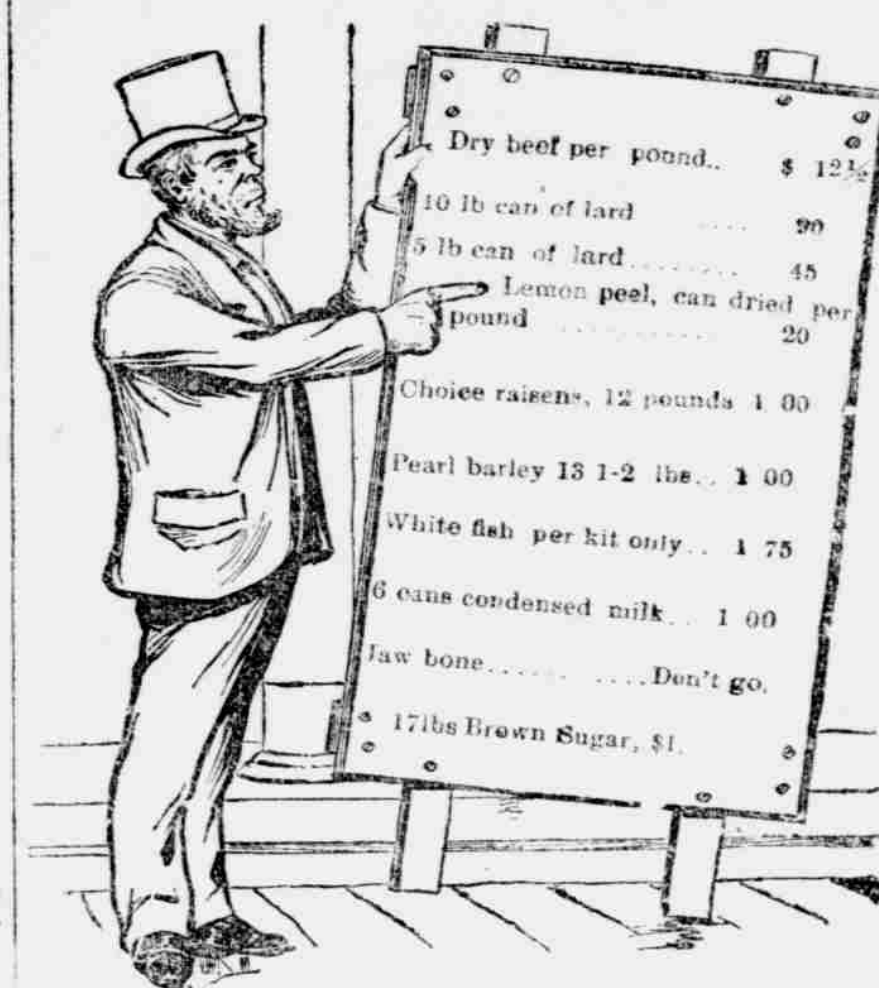 Dry beef per pound.. $ 12½
10 lb can of lard .... 90
5 lb can of lard......... 45
Lemon peel, can dried per
pound ............... 20
Choice raisens, 12 pounds 1 00
Pearl barley 13 1-2 lbs.. 1 00
White fish per kit only.. 1 75
6 cans condensed milk.. 1 00
Jaw bone...... ....Don't go.
17lbs Brown Sugar, $1.